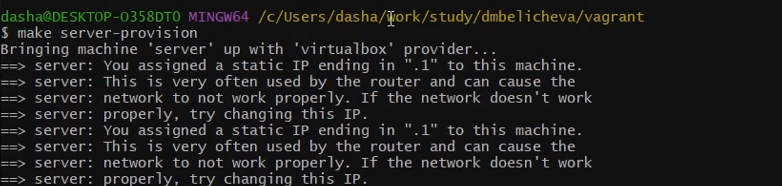 dasha@DESKTOP-O358DT0 MINGW64 /c/Users/dasha/work/study/dmbelicheva/vagrant
$ make server-provision
Bringing machine 'server' up with 'virtualbox' provider...
==> server: You assigned a static IP ending in ".1" to this machine.
==> server: This is very often used by the router and can cause the
==> server: network to not work properly. If the network doesn't work
==> server: properly, try changing this IP.
==> server: You assigned a static IP ending in ".1" to this machine.
==> server: This is very often used by the router and can cause the
==> server: network to not work properly. If the network doesn't work
==> server: properly, try changing this IP.